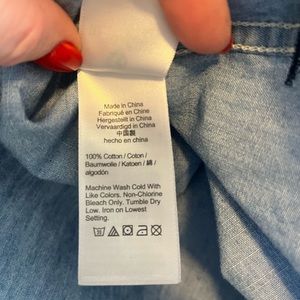 Made in China
Fabriqué en Chine
Hergestellt in China
Vervaardigd in China
中国製
hecho en china
100% Cotton / Coton /
Baumwolle / Katoen / 綿 /
algodón
Machine Wash Cold With
Like Colors. Non-Chlorine
Bleach Only. Tumble Dry
Low. Iron on Lowest
Setting.